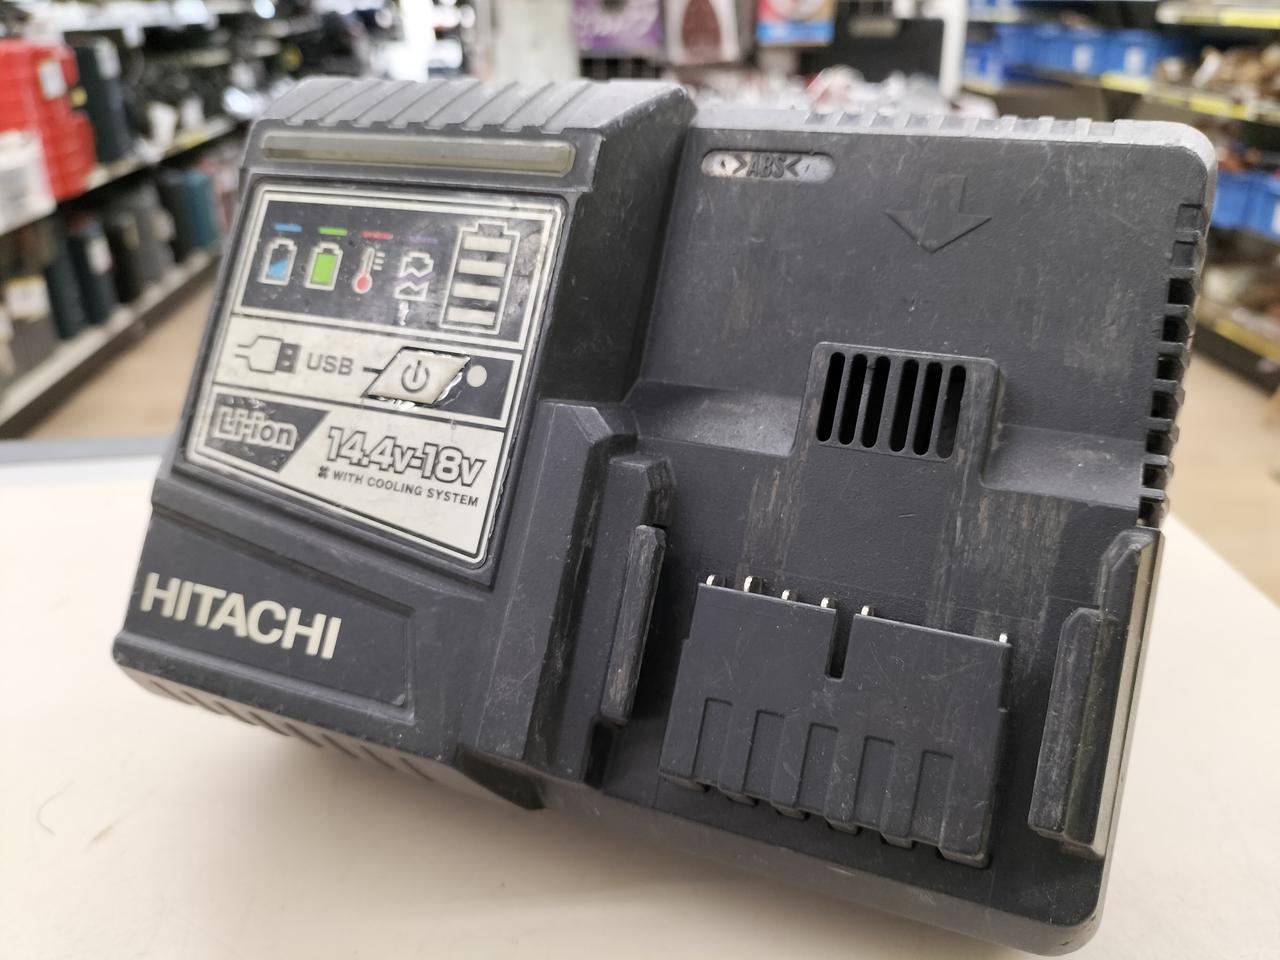 >ABS<
USB
Li-ion
14.4V-18V
WITH COOLING SYSTEM
HITACHI